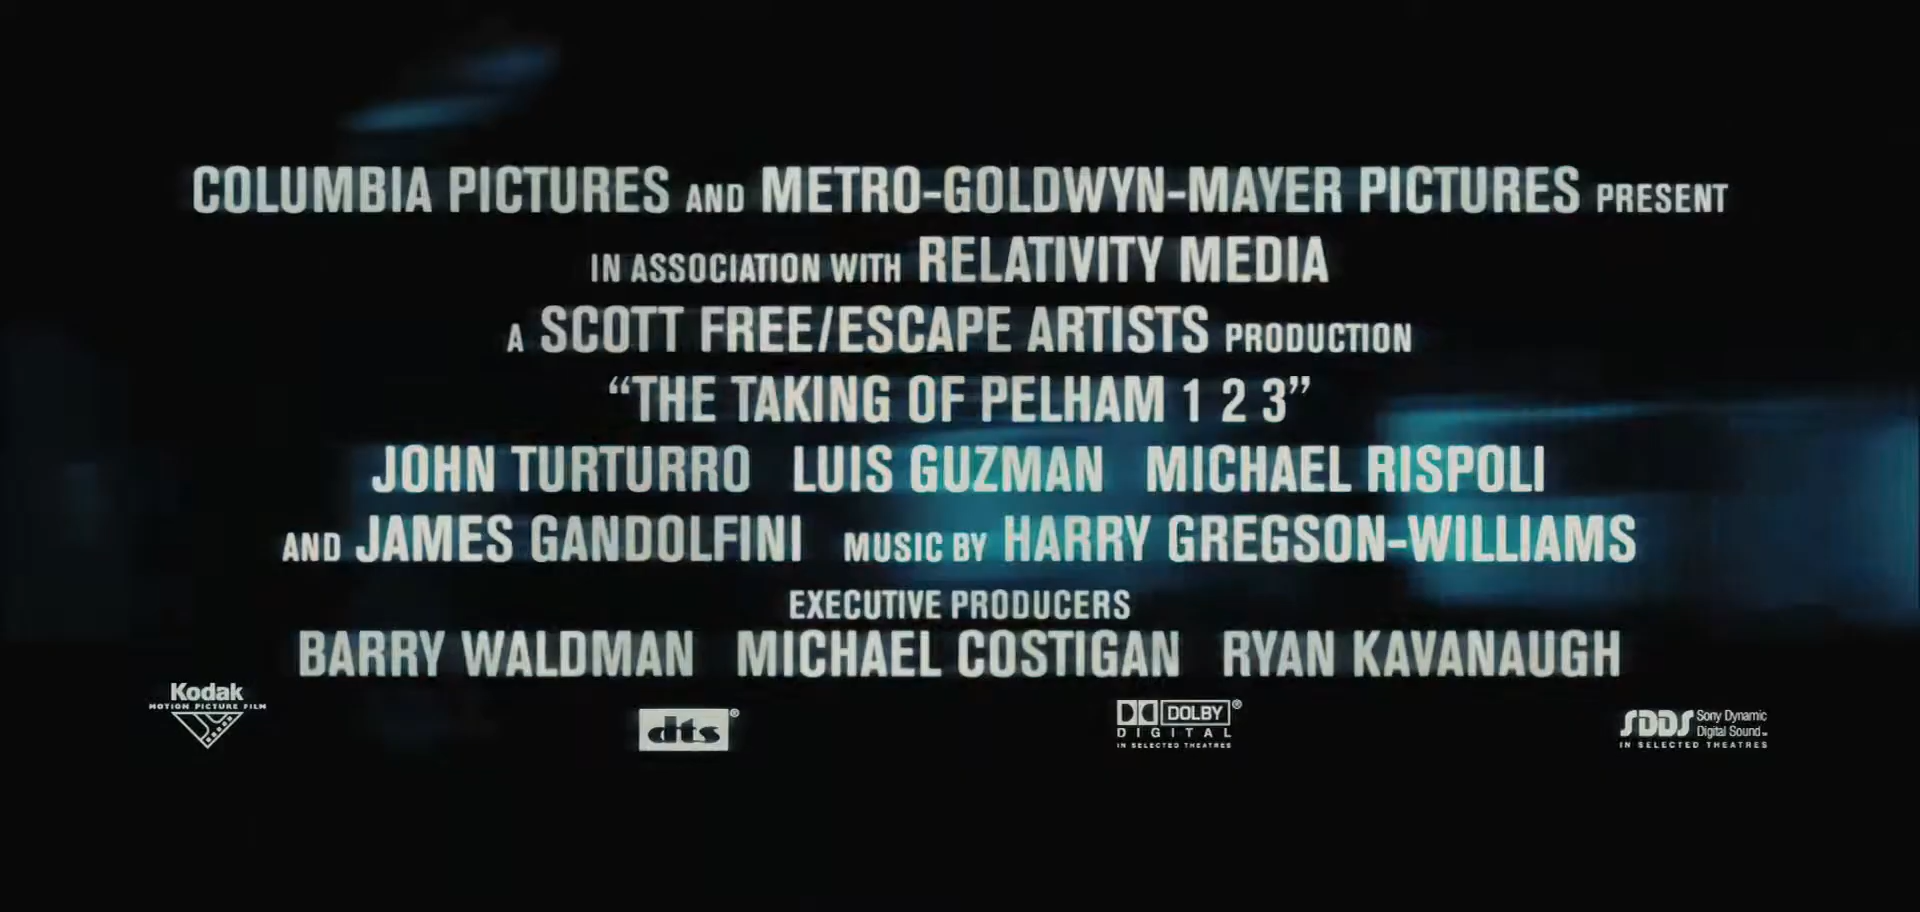 COLUMBIA PICTURES AND METRO-GOLDWYN-MAYER PICTURES PRESENT
IN ASSOCIATION WITH RELATIVITY MEDIA
A SCOTT FREE/ESCAPE ARTISTS PRODUCTION
“THE TAKING OF PELHAM 1 2 3”
JOHN TURTURRO LUIS GUZMAN MICHAEL RISPOLI
AND JAMES GANDOLFINI MUSIC BY HARRY GREGSON-WILLIAMS
EXECUTIVE PRODUCERS
BARRY WALDMAN MICHAEL COSTIGAN RYAN KAVANAUGH
Kodak
MOTION PICTURE FILM
dts®
DOLBY®
DIGITAL
IN SELECTED THEATRES
SDDS Sony Dynamic
Digital Sound™
IN SELECTED THEATRES